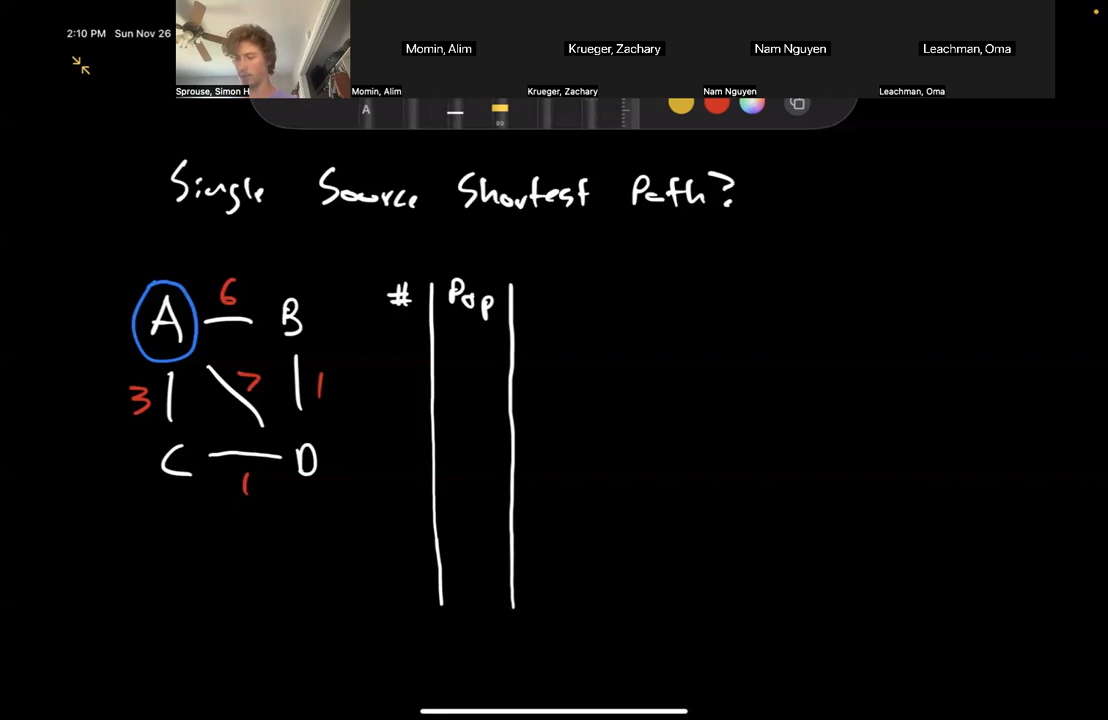 2:10 PM Sun Nov 26
Momin, Alim
Krueger, Zachary
Nam Nguyen
Leachman, Oma
Sprouse, Simon H
Momin, Alim
Krueger, Zachary
Nam Nguyen
Leachman, Oma
A
Single Source Shortest Path?
A 6 B
# Pop
3 7 1
C D
1